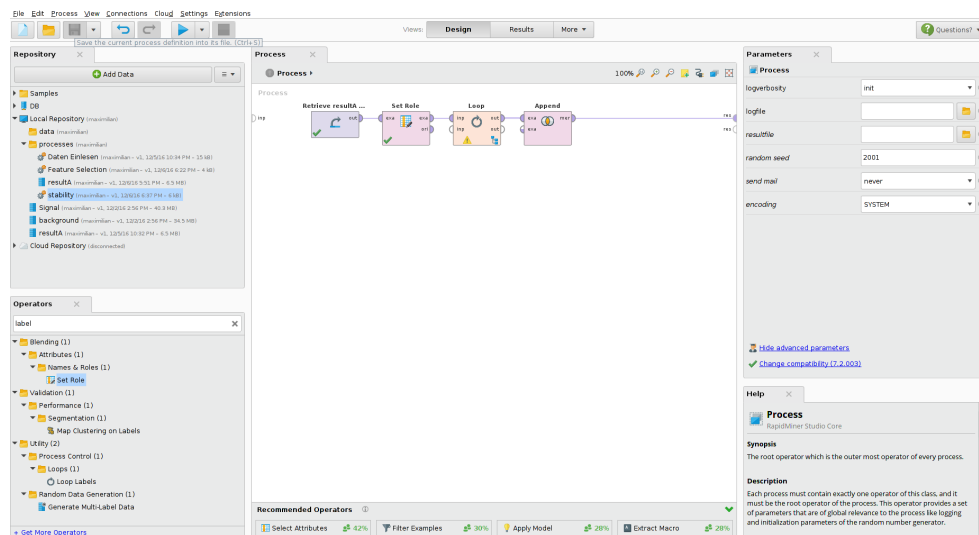 File Edit Process View Connections Cloud Settings Extensions
Views: Design Results More
Questions?
Save the current process definition into its file. (Ctrl+S)
Repository
Add Data
Samples
DB
Local Repository (maximilian)
data (maximilian)
processes (maximilian)
Daten Einlesen (maximilian – v1, 12/5/16 10:34 PM – 15 kB)
Feature Selection (maximilian – v1, 12/6/16 6:22 PM – 4 kB)
resultA (maximilian – v1, 12/6/16 5:51 PM – 6.5 MB)
stability (maximilian – v1, 12/6/16 6:37 PM – 6 kB)
Signal (maximilian – v1, 12/2/16 2:56 PM – 40.3 MB)
background (maximilian – v1, 12/2/16 2:56 PM – 34.5 MB)
resultA (maximilian – v1, 12/5/16 10:32 PM – 6.5 MB)
Cloud Repository (disconnected)
Operators
label
Blending (1)
Attributes (1)
Names & Roles (1)
Set Role
Validation (1)
Performance (1)
Segmentation (1)
Map Clustering on Labels
Utility (2)
Process Control (1)
Loops (1)
Loop Labels
Random Data Generation (1)
Generate Multi-Label Data
+ Get More Operators
Process
Process
100%
Process
Retrieve resultA ... Set Role Loop Append
inp out exa exa inp out exa mer res
ori inp out exa res
Recommended Operators
Select Attributes 42% Filter Examples 30% Apply Model 28% Extract Macro 28%
Parameters
Process
logverbosity init
logfile
resultfile
random seed 2001
send mail never
encoding SYSTEM
Hide advanced parameters
Change compatibility (7.2.003)
Help
Process
RapidMiner Studio Core
Synopsis
The root operator which is the outer most operator of every process.
Description
Each process must contain exactly one operator of this class, and it
must be the root operator of the process. This operator provides a set
of parameters that are of global relevance to the process like logging
and initialization parameters of the random number generator.